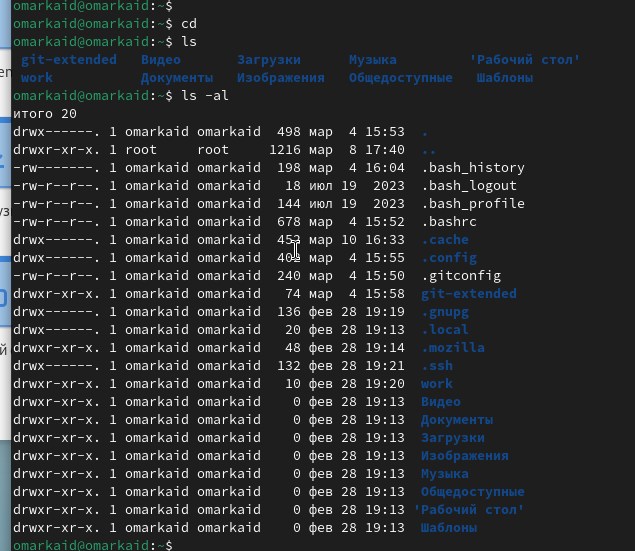 omarkaid@omarkaid:~$
omarkaid@omarkaid:~$ cd
omarkaid@omarkaid:~$ ls
git-extended Видео Загрузки Музыка 'Рабочий стол'
work Документы Изображения Общедоступные Шаблоны
omarkaid@omarkaid:~$ ls -al
итого 20
drwx------. 1 omarkaid omarkaid 498 мар 4 15:53 .
drwxr-xr-x. 1 root root 1216 мар 8 17:40 ..
-rw-------. 1 omarkaid omarkaid 198 мар 4 16:04 .bash_history
-rw-r--r--. 1 omarkaid omarkaid 18 июл 19 2023 .bash_logout
-rw-r--r--. 1 omarkaid omarkaid 144 июл 19 2023 .bash_profile
-rw-r--r--. 1 omarkaid omarkaid 678 мар 4 15:52 .bashrc
drwx------. 1 omarkaid omarkaid мар 10 16:33 .cache
drwx------. 1 omarkaid omarkaid мар 4 15:55 .config
-rw-r--r--. 1 omarkaid omarkaid 240 мар 4 15:50 .gitconfig
drwxr-xr-x. 1 omarkaid omarkaid 74 мар 4 15:58 git-extended
drwx------. 1 omarkaid omarkaid 136 фев 28 19:19 .gnupg
drwx------. 1 omarkaid omarkaid 20 фев 28 19:13 .local
drwxr-xr-x. 1 omarkaid omarkaid 48 фев 28 19:14 .mozilla
drwx------. 1 omarkaid omarkaid 132 фев 28 19:21 .ssh
drwxr-xr-x. 1 omarkaid omarkaid 10 фев 28 19:20 work
drwxr-xr-x. 1 omarkaid omarkaid 0 фев 28 19:13 Видео
drwxr-xr-x. 1 omarkaid omarkaid 0 фев 28 19:13 Документы
drwxr-xr-x. 1 omarkaid omarkaid 0 фев 28 19:13 Загрузки
drwxr-xr-x. 1 omarkaid omarkaid 0 фев 28 19:13 Изображения
drwxr-xr-x. 1 omarkaid omarkaid 0 фев 28 19:13 Музыка
drwxr-xr-x. 1 omarkaid omarkaid 0 фев 28 19:13 Общедоступные
drwxr-xr-x. 1 omarkaid omarkaid 0 фев 28 19:13 'Рабочий стол'
drwxr-xr-x. 1 omarkaid omarkaid 0 фев 28 19:13 Шаблоны
omarkaid@omarkaid:~$